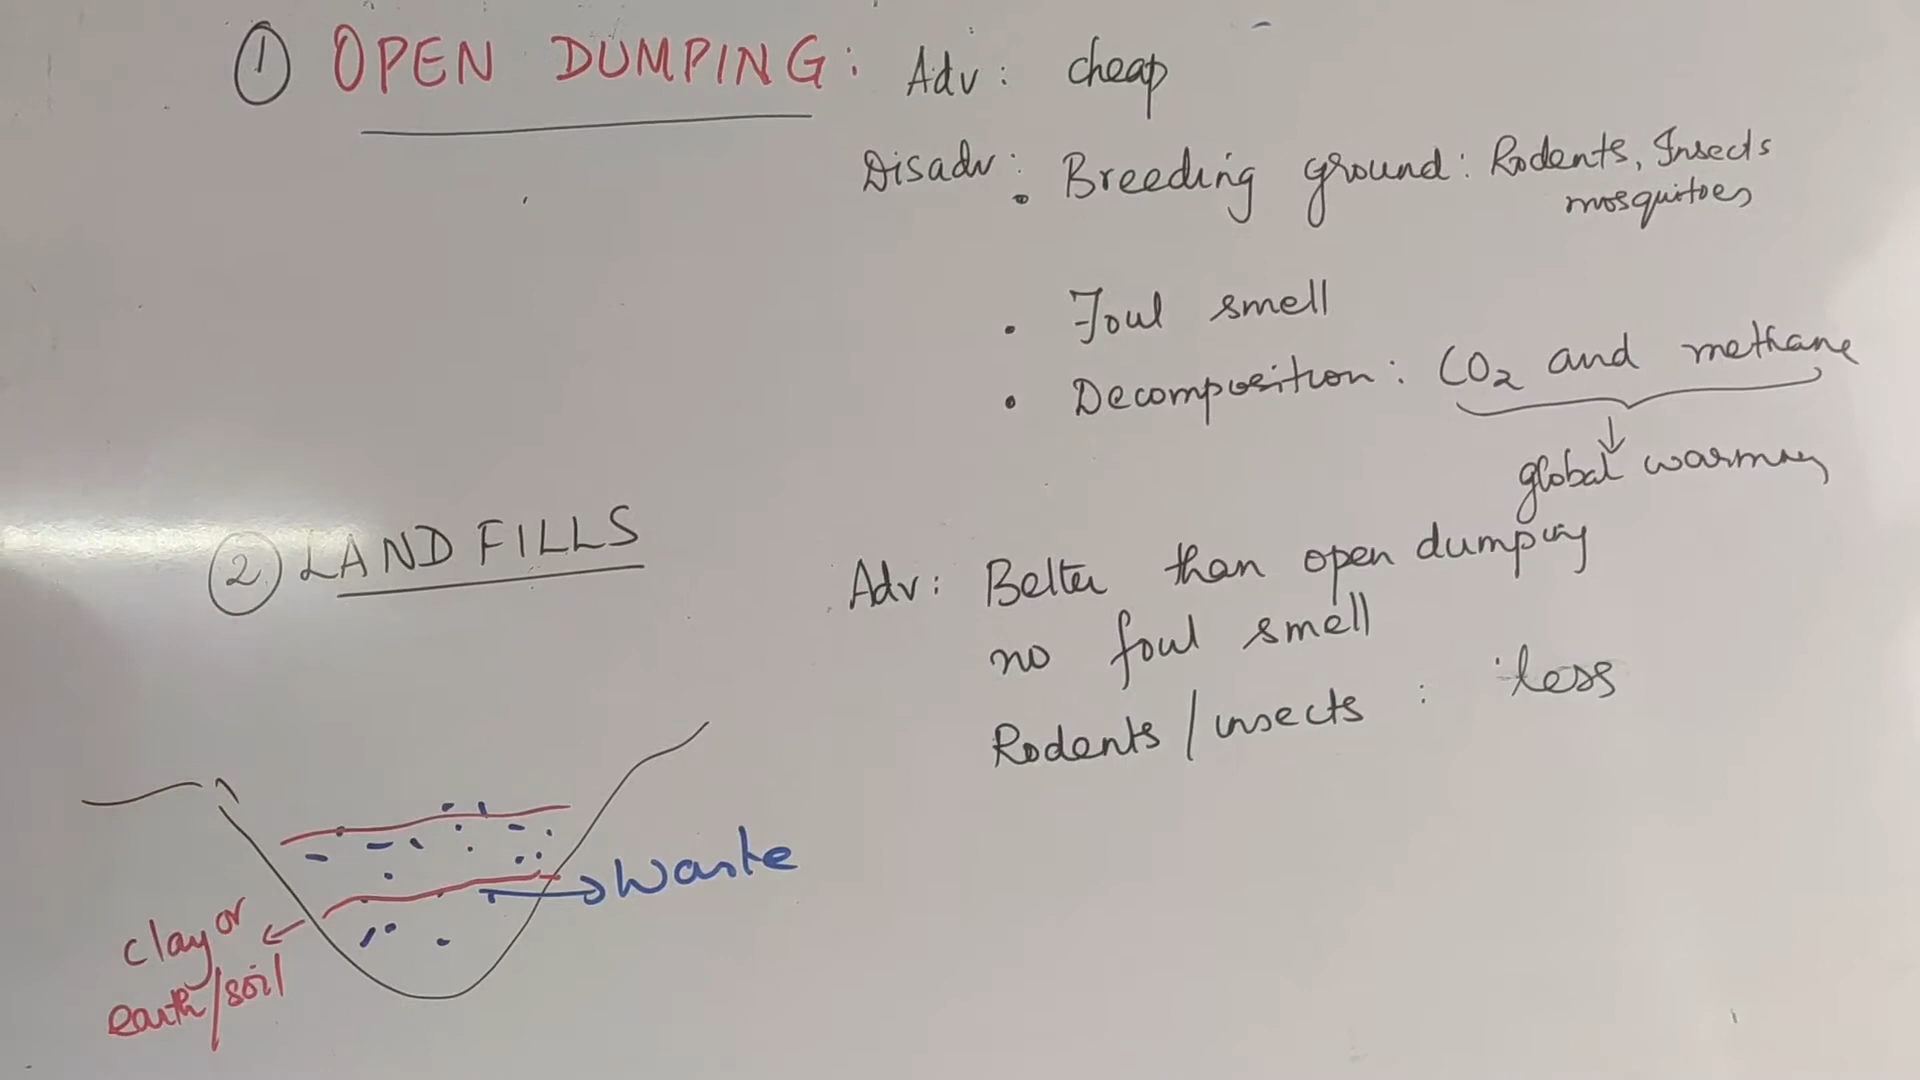 ① OPEN DUMPING: Adv: cheap
Disadv: • Breeding ground: Rodents, Insects
mosquitoes
• Foul smell
• Decomposition: CO₂ and methane
↓
global warming
② LAND FILLS
Adv: Better than open dumping
no foul smell
Rodents/insects : less
→ Waste
clay or ←
earth/soil